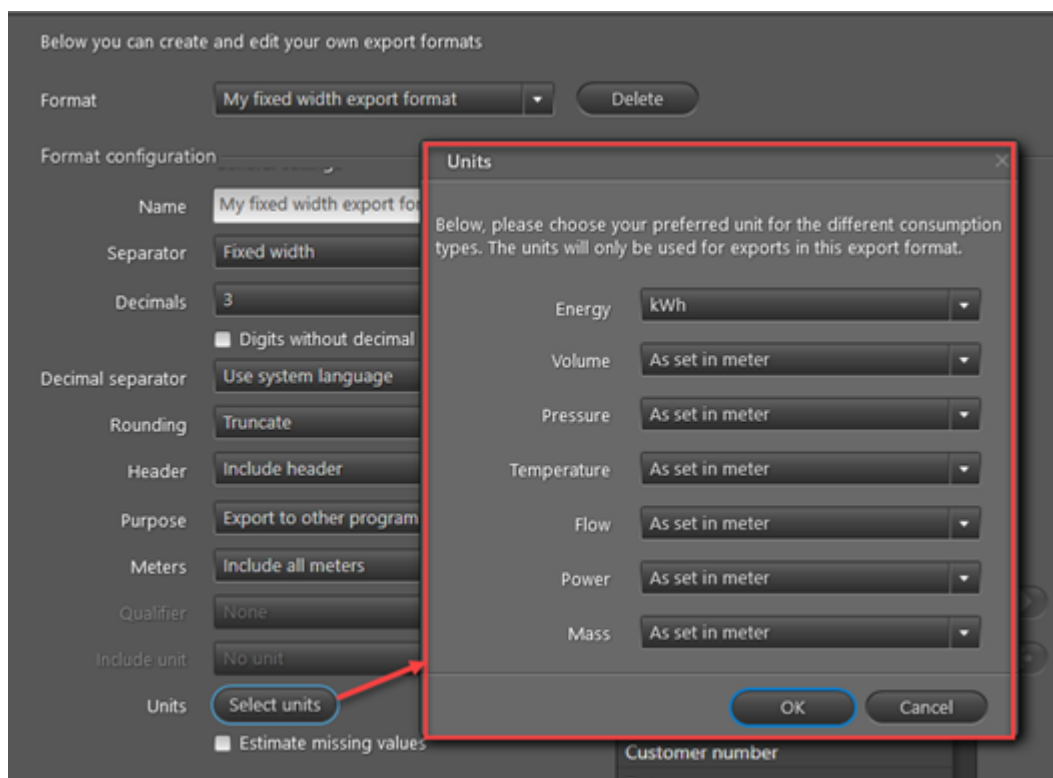 Below you can create and edit your own export formats
Format My fixed width export format Delete
Format configuration
Name My fixed width export for
Separator Fixed width
Decimals 3
Digits without decimal
Decimal separator Use system language
Rounding Truncate
Header Include header
Purpose Export to other program
Meters Include all meters
Qualifier None
Include unit No unit
Units Select units
Estimate missing values
Units
Below, please choose your preferred unit for the different consumption
types. The units will only be used for exports in this export format.
Energy kWh
Volume As set in meter
Pressure As set in meter
Temperature As set in meter
Flow As set in meter
Power As set in meter
Mass As set in meter
OK Cancel
Customer number